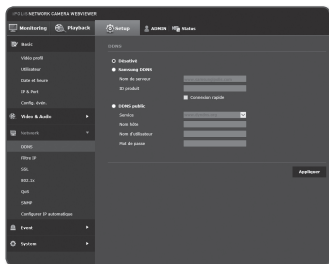 iPOLiS NETWORK CAMERA WEBVIEWER
Monitoring
Playback
Setup
ADMIN
Status
Basic
Vidéo profil
Utilisateur
Date et heure
IP & Port
Config. évén.
Video & Audio
Network
DDNS
Filtre IP
SSL
802.1x
QoS
SNMP
Configurer IP automatique
Event
System
DDNS
Désactivé
Samsung DDNS
Nom de serveur
ID produit
Connexion rapide
DDNS public
Service
Nom hôte
Nom d'utilisateur
Mot de passe
Appliquer